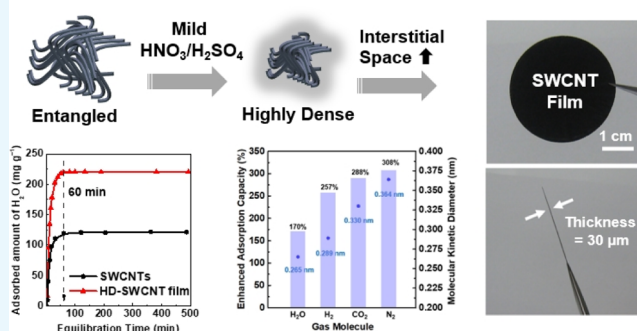 Mild
HNO₃/H₂SO₄
Interstitial
Space ⬆
Entangled
Highly Dense
SWCNT
Film
1 cm
Thickness
= 30 µm
Adsorbed amount of H₂O (mg g⁻¹)
250
200
150
100
50
0
60 min
SWCNTs
HD-SWCNT film
0 100 200 300 400 500
Equilibration Time (min)
Enhanced Adsorption Capacity (%)
350
300
250
200
150
100
50
0
170%
257%
288%
308%
0.265 nm
0.289 nm
0.330 nm
0.364 nm
H₂O H₂ CO₂ N₂
Gas Molecule
0.400
0.375
0.350
0.325
0.300
0.275
0.250
0.225
0.200
Molecular Kinetic Diameter (nm)